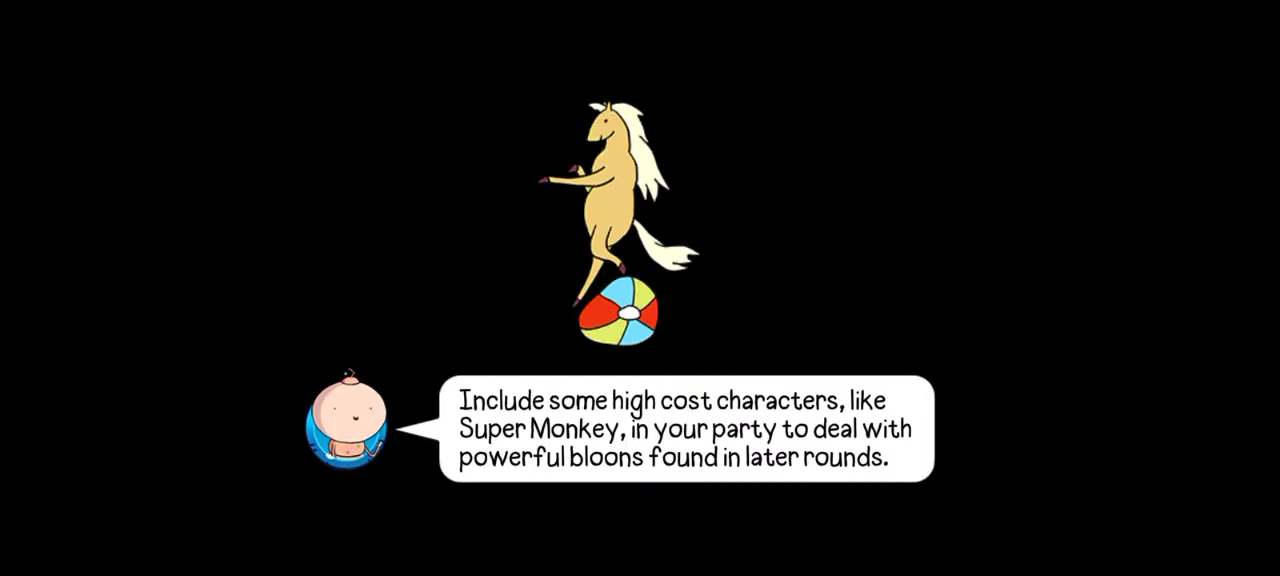 Include some high cost characters, like
Super Monkey, in your party to deal with
powerful bloons found in later rounds.